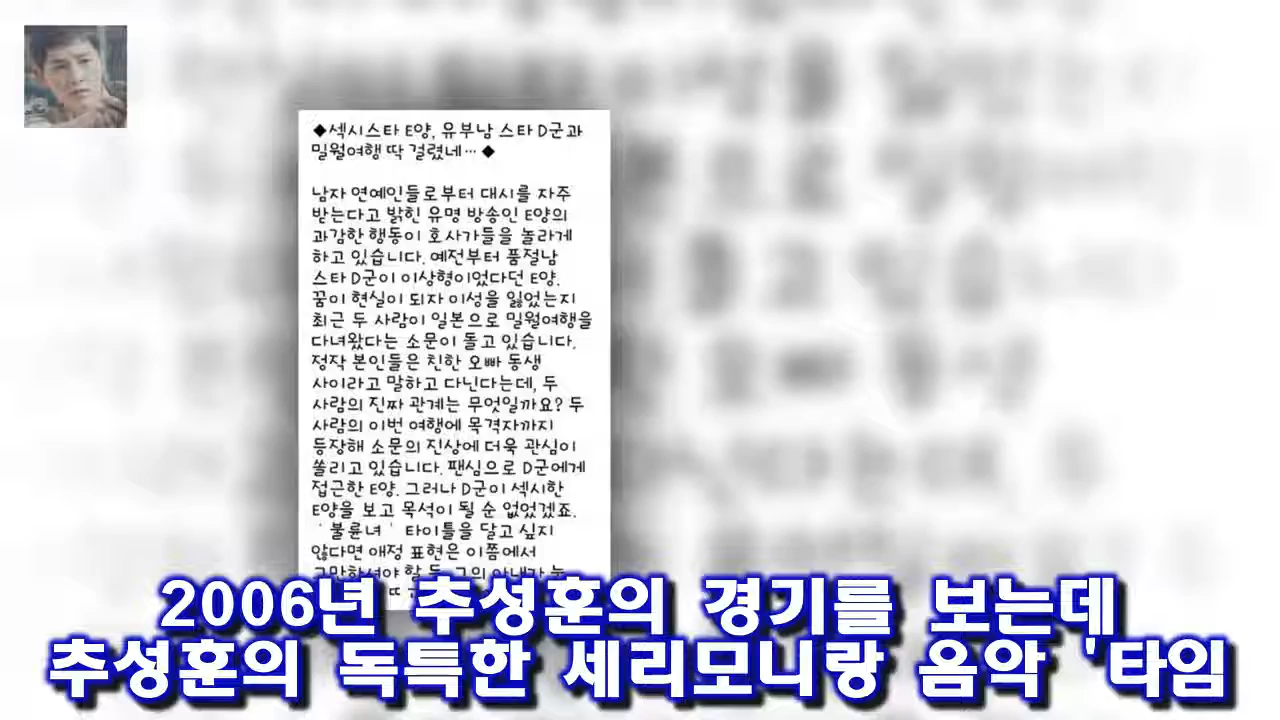 ◆섹시스타 E양, 유부남 스타 D군과
밀월여행 딱 걸렸네…◆
남자 연예인들로부터 대시를 자주
받는다고 밝힌 유명 방송인 E양의
과감한 행동이 호사가들을 놀라게
하고 있습니다. 예전부터 품절남
스타 D군이 이상형이었다던 E양.
꿈이 현실이 되자 이성을 잃었는지
최근 두 사람이 일본으로 밀월여행을
다녀왔다는 소문이 돌고 있습니다.
정작 본인들은 친한 오빠 동생
사이라고 말하고 다닌다는데, 두
사람의 진짜 관계는 무엇일까요? 두
사람의 이번 여행에 목격자까지
등장해 소문의 진상에 더욱 관심이
쏠리고 있습니다. 팬심으로 D군에게
접근한 E양. 그러나 D군이 섹시한
E양을 보고 목석이 될 순 없었겠죠.
'불륜녀' 타이틀을 달고 싶지
않다면 애정 표현은 이쯤에서
그만하셔야 할 듯. 그의 아내가
2006년 추성훈의 경기를 보는데
추성훈의 독특한 세리모니랑 음악 '타임